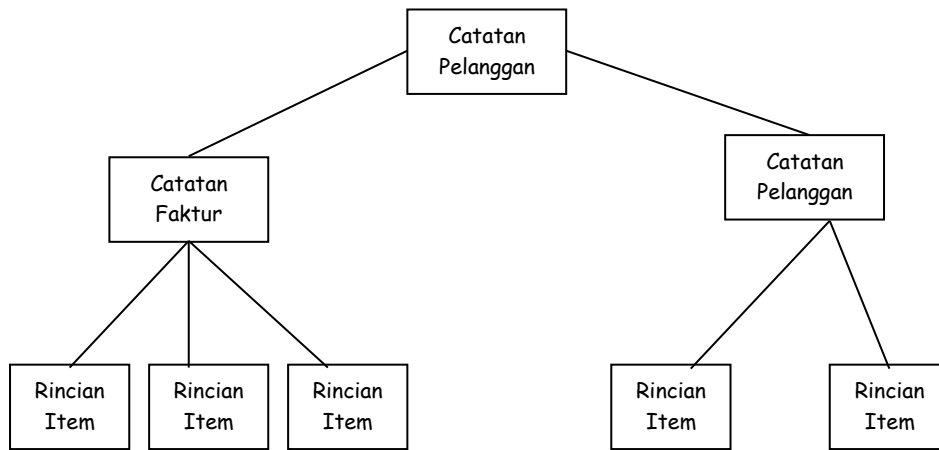 Catatan
Pelanggan
Catatan
Faktur
Catatan
Pelanggan
Rincian
Item
Rincian
Item
Rincian
Item
Rincian
Item
Rincian
Item